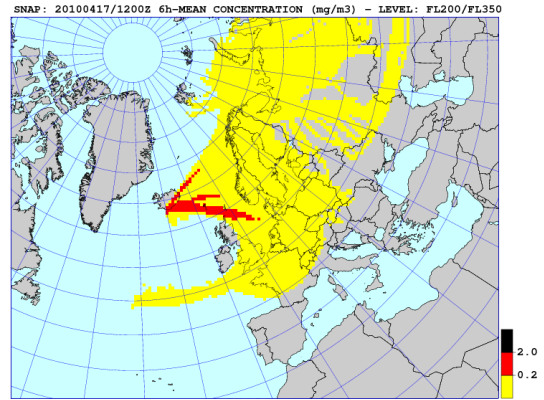 SNAP: 20100417/1200Z 6h-MEAN CONCENTRATION (mg/m3) - LEVEL: FL200/FL350
2.0
0.2